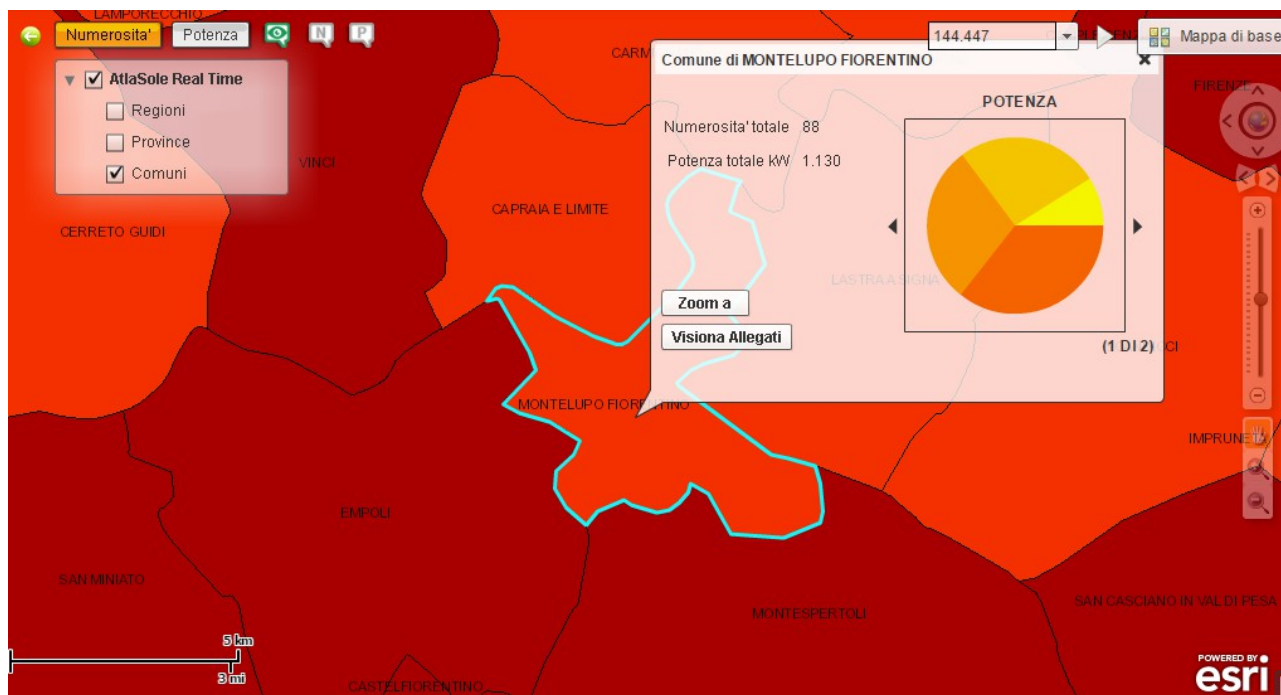 LAMPORECCHIO
Numerosita'
Potenza
N
P
144.447
Mappa di base
CARM
Comune di MONTELUPO FIORENTINO
AtlaSole Real Time
Regioni
Province
Comuni
POTENZA
FIRENZE
Numerosita' totale 88
Potenza totale kW 1.130
VINCI
CAPRAIA E LIMITE
CERRETO GUIDI
LASTRA A SIGNA
Zoom a
Visiona Allegati
(1 DI 2)
CCI
MONTELUPO FIORENTINO
IMPRUNETA
EMPOLI
SAN MINIATO
MONTESPERTOLI
SAN CASCIANO IN VAL DI PESA
5 km
3 mi
CASTELFIORENTINO
POWERED BY
esri